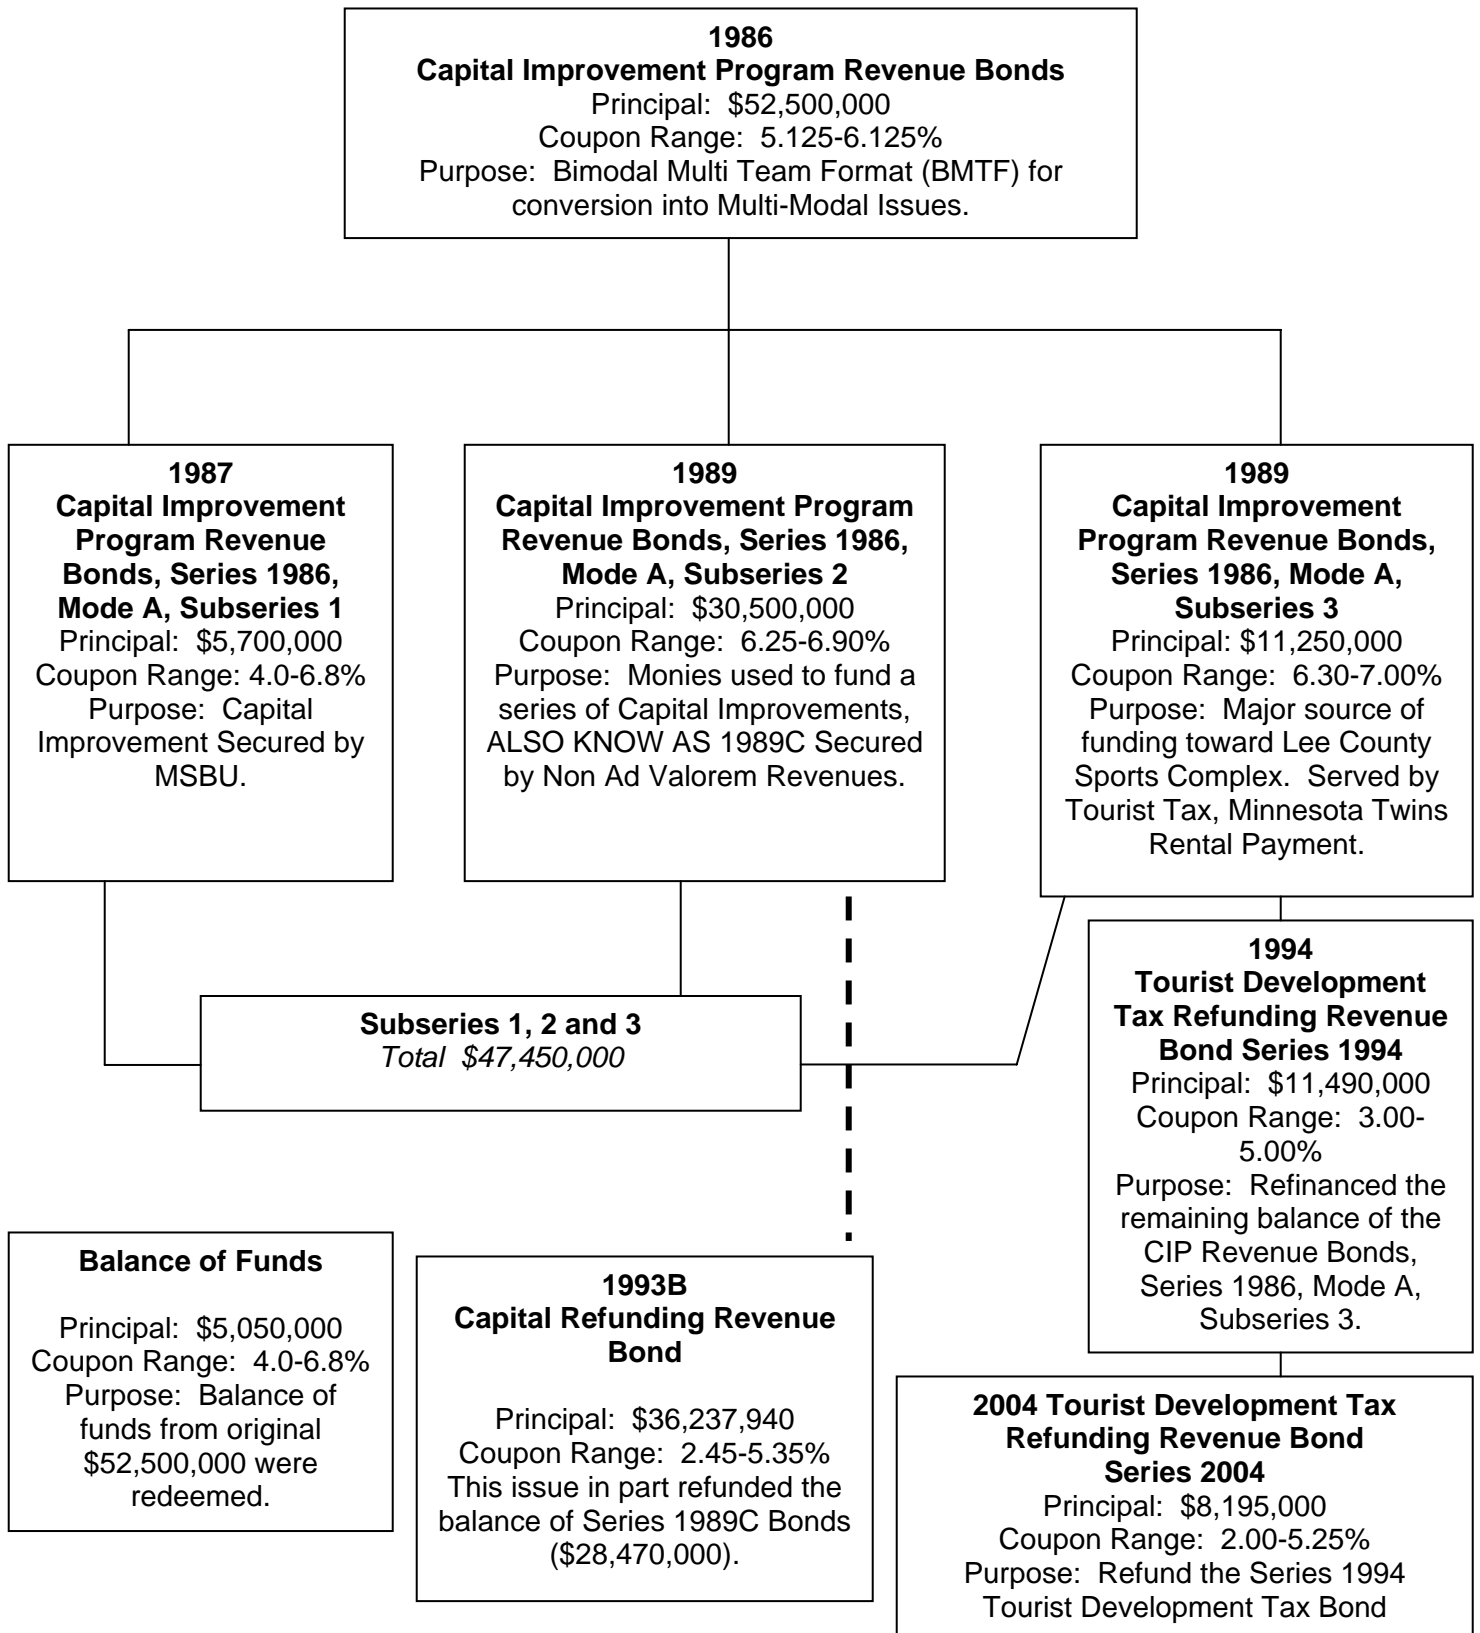 1986
Capital Improvement Program Revenue Bonds
Principal: $52,500,000
Coupon Range: 5.125-6.125%
Purpose: Bimodal Multi Team Format (BMTF) for
conversion into Multi-Modal Issues.
1987
Capital Improvement
Program Revenue
Bonds, Series 1986,
Mode A, Subseries 1
Principal: $5,700,000
Coupon Range: 4.0-6.8%
Purpose: Capital
Improvement Secured by
MSBU.
1989
Capital Improvement Program
Revenue Bonds, Series 1986,
Mode A, Subseries 2
Principal: $30,500,000
Coupon Range: 6.25-6.90%
Purpose: Monies used to fund a
series of Capital Improvements,
ALSO KNOW AS 1989C Secured
by Non Ad Valorem Revenues.
1989
Capital Improvement
Program Revenue Bonds,
Series 1986, Mode A,
Subseries 3
Principal: $11,250,000
Coupon Range: 6.30-7.00%
Purpose: Major source of
funding toward Lee County
Sports Complex. Served by
Tourist Tax, Minnesota Twins
Rental Payment.
Subseries 1, 2 and 3
Total $47,450,000
1994
Tourist Development
Tax Refunding Revenue
Bond Series 1994
Principal: $11,490,000
Coupon Range: 3.00-
5.00%
Purpose: Refinanced the
remaining balance of the
CIP Revenue Bonds,
Series 1986, Mode A,
Subseries 3.
Balance of Funds
Principal: $5,050,000
Coupon Range: 4.0-6.8%
Purpose: Balance of
funds from original
$52,500,000 were
redeemed.
1993B
Capital Refunding Revenue
Bond
Principal: $36,237,940
Coupon Range: 2.45-5.35%
This issue in part refunded the
balance of Series 1989C Bonds
($28,470,000).
2004 Tourist Development Tax
Refunding Revenue Bond
Series 2004
Principal: $8,195,000
Coupon Range: 2.00-5.25%
Purpose: Refund the Series 1994
Tourist Development Tax Bond